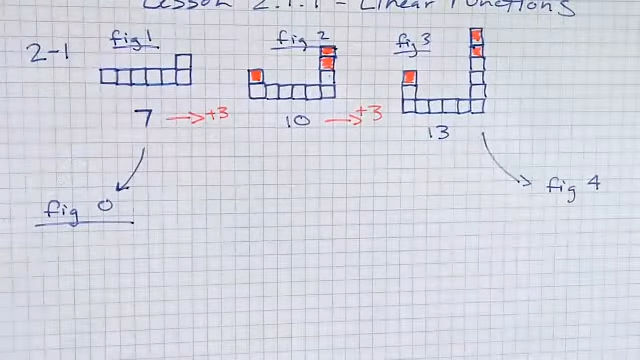 Lesson 2.1.1 - Linear Functions
2-1 fig 1 fig 2 fig 3
7 → +3 10 → +3 13
fig 0 fig 4